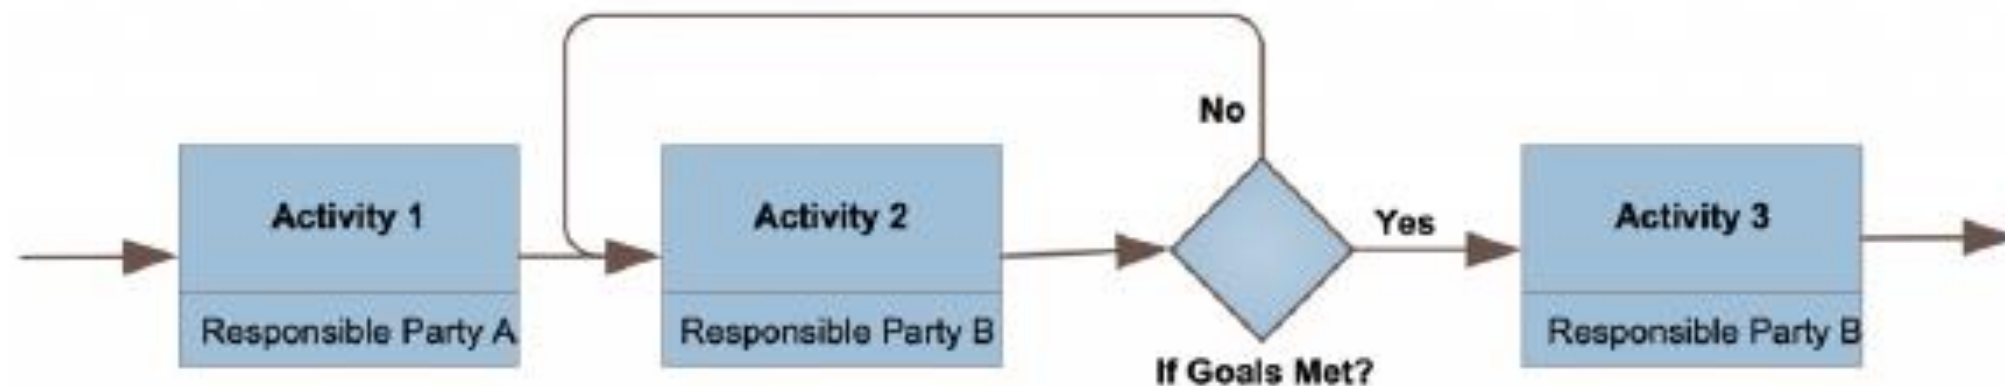 No
Activity 1
Activity 2
Yes
Activity 3
Responsible Party A
Responsible Party B
Responsible Party B
If Goals Met?